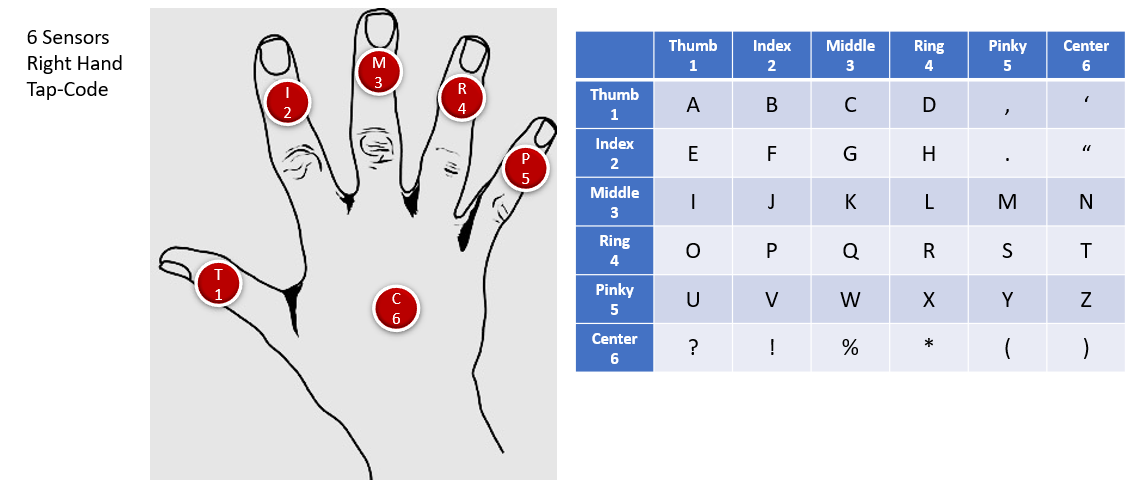 6 Sensors
Right Hand
Tap-Code
I
2
M
3
R
4
P
5
T
1
C
6
Thumb Index Middle Ring Pinky Center
1 2 3 4 5 6
Thumb
1 A B C D , ‘
Index
2 E F G H . “
Middle
3 I J K L M N
Ring
4 O P Q R S T
Pinky
5 U V W X Y Z
Center
6 ? ! % * ( )